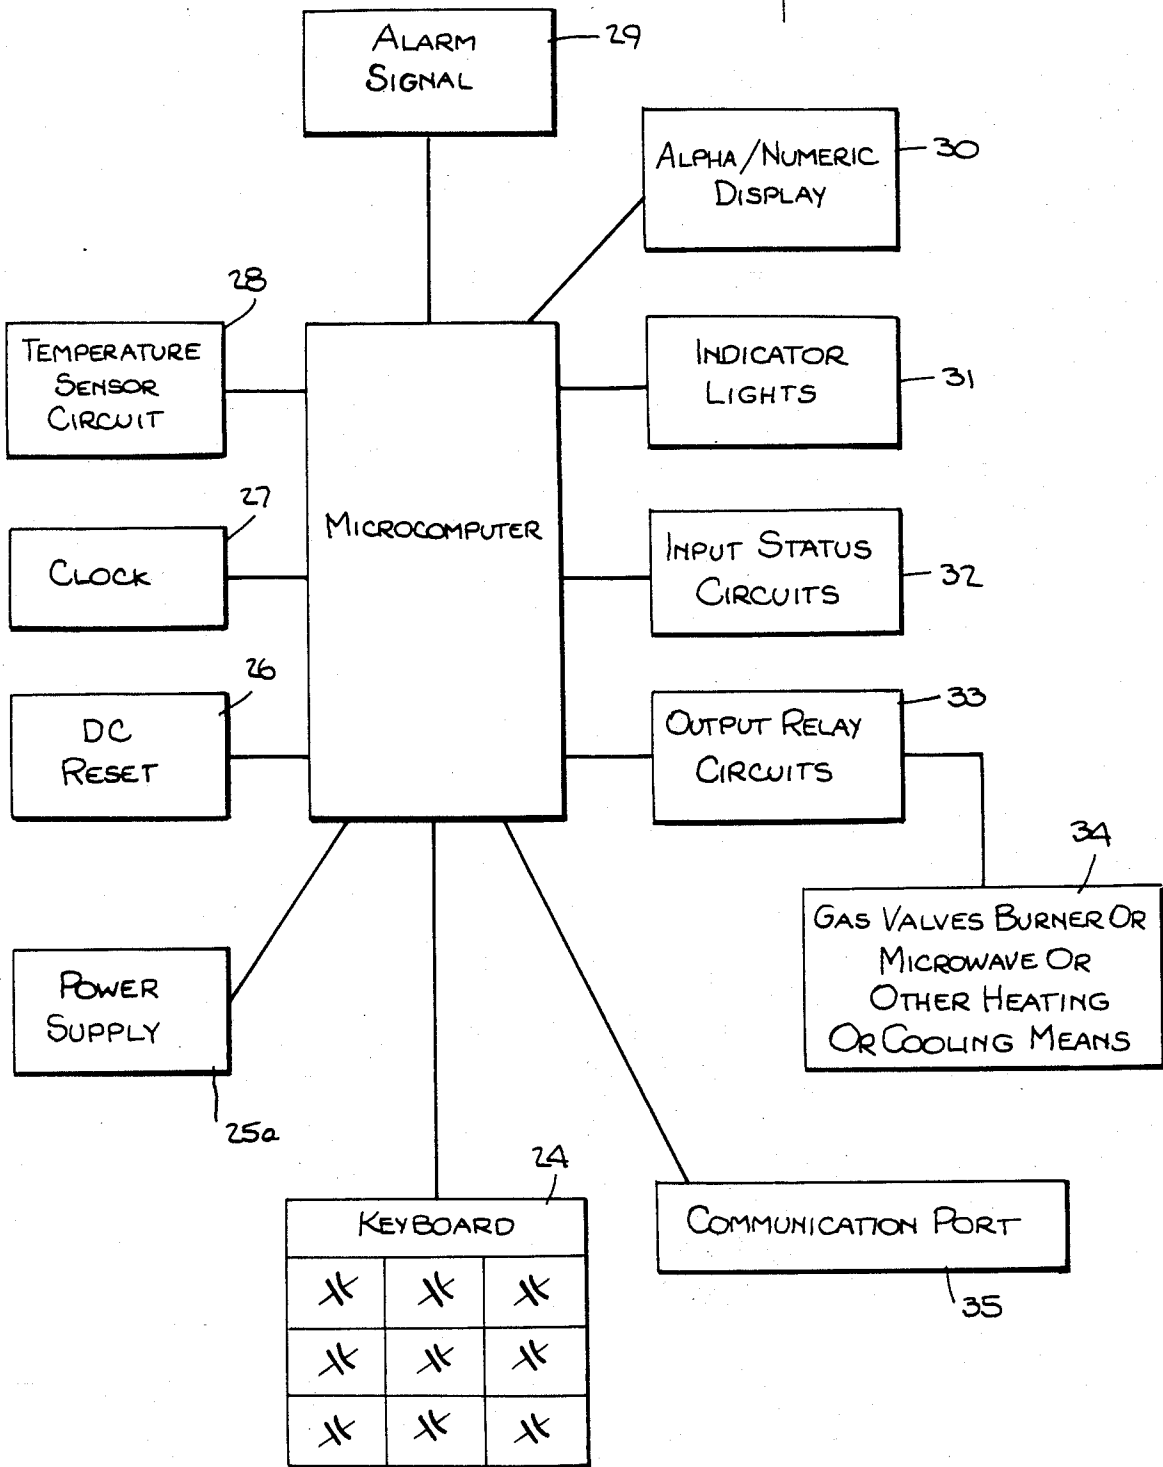 ALARM
SIGNAL
29
ALPHA/NUMERIC
DISPLAY
30
28
TEMPERATURE
SENSOR
CIRCUIT
INDICATOR
LIGHTS
31
27
CLOCK
MICROCOMPUTER
INPUT STATUS
CIRCUITS
32
26
DC
RESET
OUTPUT RELAY
CIRCUITS
33
34
GAS VALVES BURNER OR
MICROWAVE OR
OTHER HEATING
OR COOLING MEANS
POWER
SUPPLY
25a
24
KEYBOARD
COMMUNICATION PORT
35